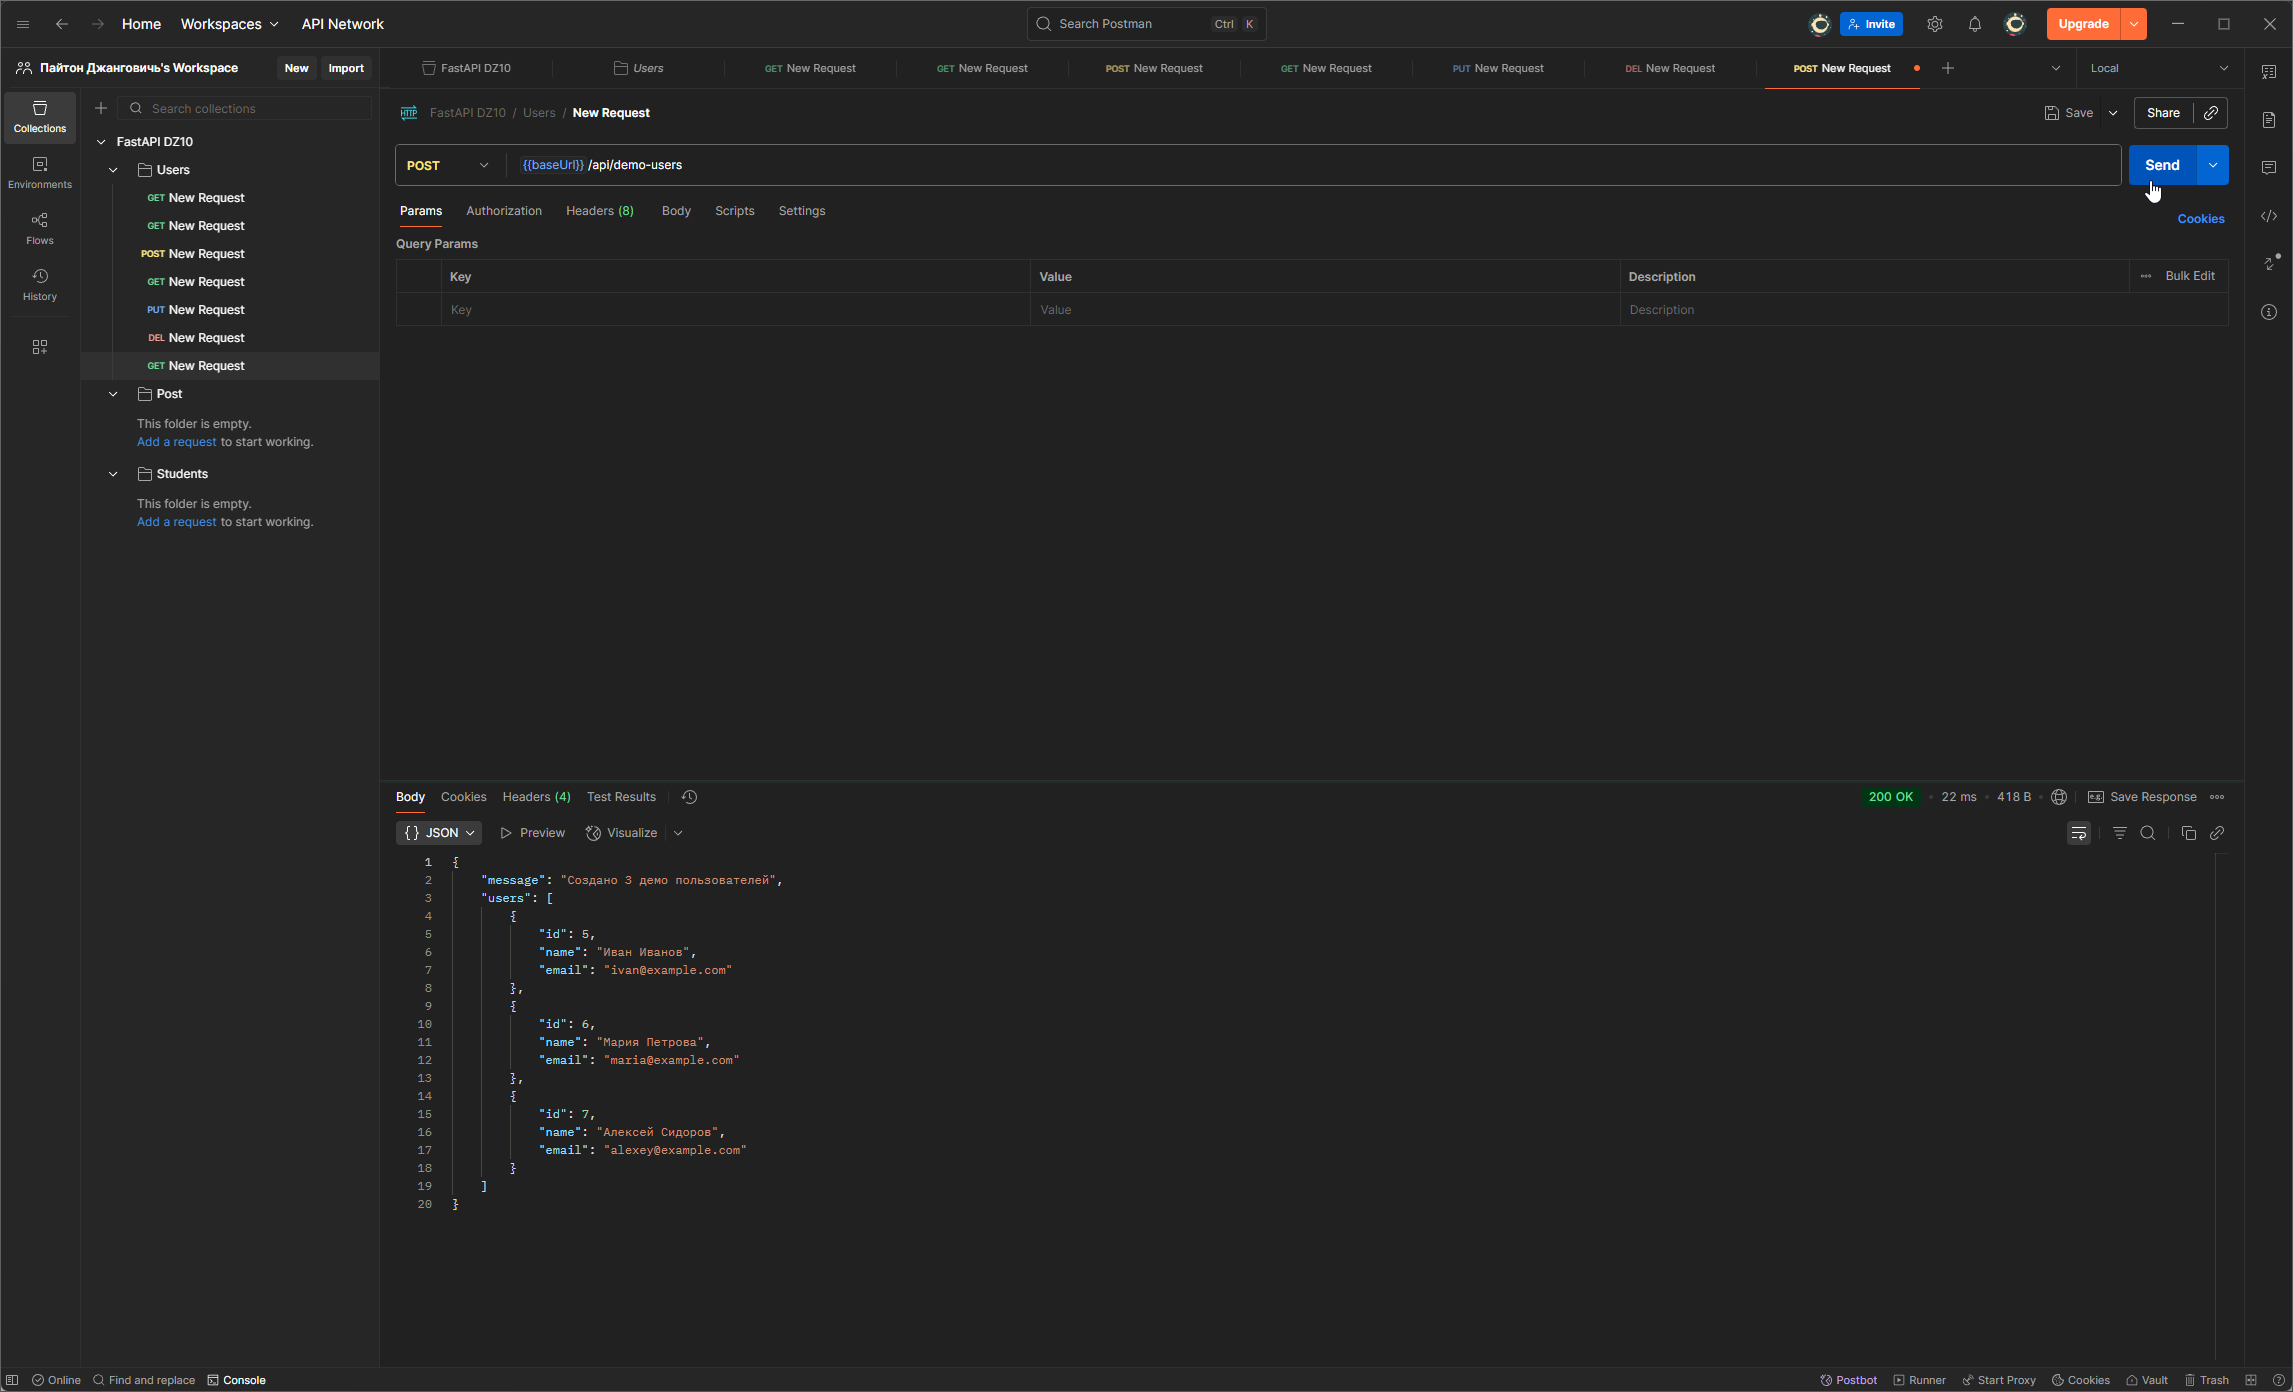 Home Workspaces API Network
Search Postman Ctrl K
Invite Upgrade
Пайтон Джанговичь's Workspace New Import
FastAPI DZ10 Users GET New Request GET New Request POST New Request GET New Request PUT New Request DEL New Request POST New Request Local
Collections
Environments
Flows
History
Search collections
FastAPI DZ10
Users
GET New Request
GET New Request
POST New Request
GET New Request
PUT New Request
DEL New Request
GET New Request
Post
This folder is empty.
Add a request to start working.
Students
This folder is empty.
Add a request to start working.
HTTP FastAPI DZ10 / Users / New Request Save Share
POST {{baseUrl}} /api/demo-users Send
Params Authorization Headers (8) Body Scripts Settings Cookies
Query Params
Key Value Description Bulk Edit
Key Value Description
Body Cookies Headers (4) Test Results 200 OK 22 ms 418 B e.g. Save Response
{} JSON Preview Visualize
1 {
2 "message": "Создано 3 демо пользователей",
3 "users": [
4 {
5 "id": 5,
6 "name": "Иван Иванов",
7 "email": "ivan@example.com"
8 },
9 {
10 "id": 6,
11 "name": "Мария Петрова",
12 "email": "maria@example.com"
13 },
14 {
15 "id": 7,
16 "name": "Алексей Сидоров",
17 "email": "alexey@example.com"
18 }
19 ]
20 }
Online Find and replace Console Postbot Runner Start Proxy Cookies Vault Trash